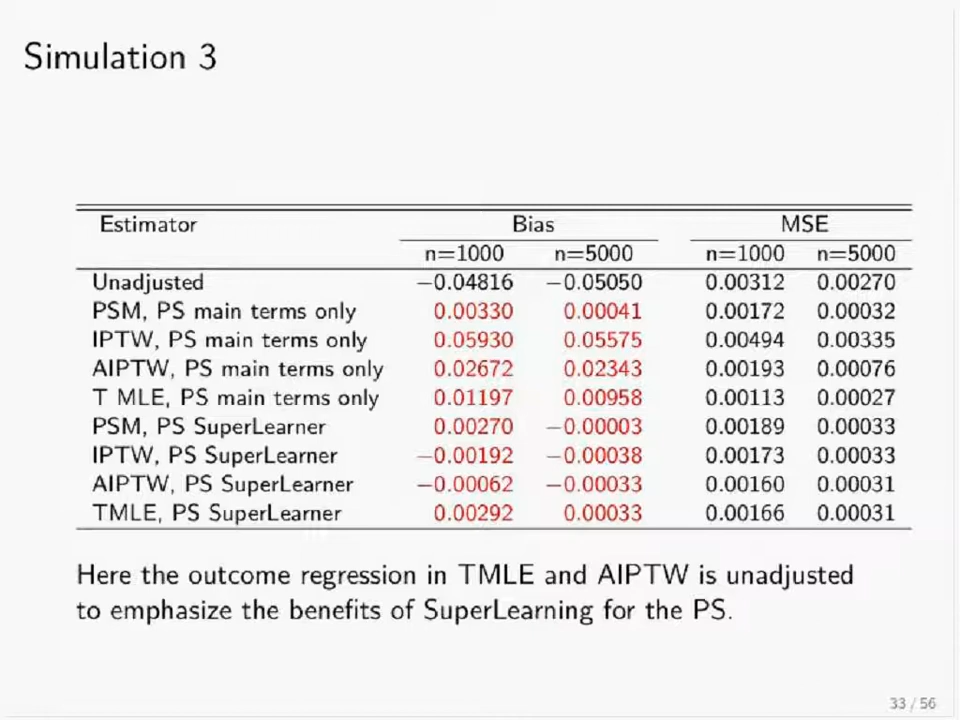 Simulation 3
Estimator Bias MSE
n=1000 n=5000 n=1000 n=5000
Unadjusted −0.04816 −0.05050 0.00312 0.00270
PSM, PS main terms only 0.00330 0.00041 0.00172 0.00032
IPTW, PS main terms only 0.05930 0.05575 0.00494 0.00335
AIPTW, PS main terms only 0.02672 0.02343 0.00193 0.00076
T MLE, PS main terms only 0.01197 0.00958 0.00113 0.00027
PSM, PS SuperLearner 0.00270 −0.00003 0.00189 0.00033
IPTW, PS SuperLearner −0.00192 −0.00038 0.00173 0.00033
AIPTW, PS SuperLearner −0.00062 −0.00033 0.00160 0.00031
TMLE, PS SuperLearner 0.00292 0.00033 0.00166 0.00031
Here the outcome regression in TMLE and AIPTW is unadjusted
to emphasize the benefits of SuperLearning for the PS.
33 / 56